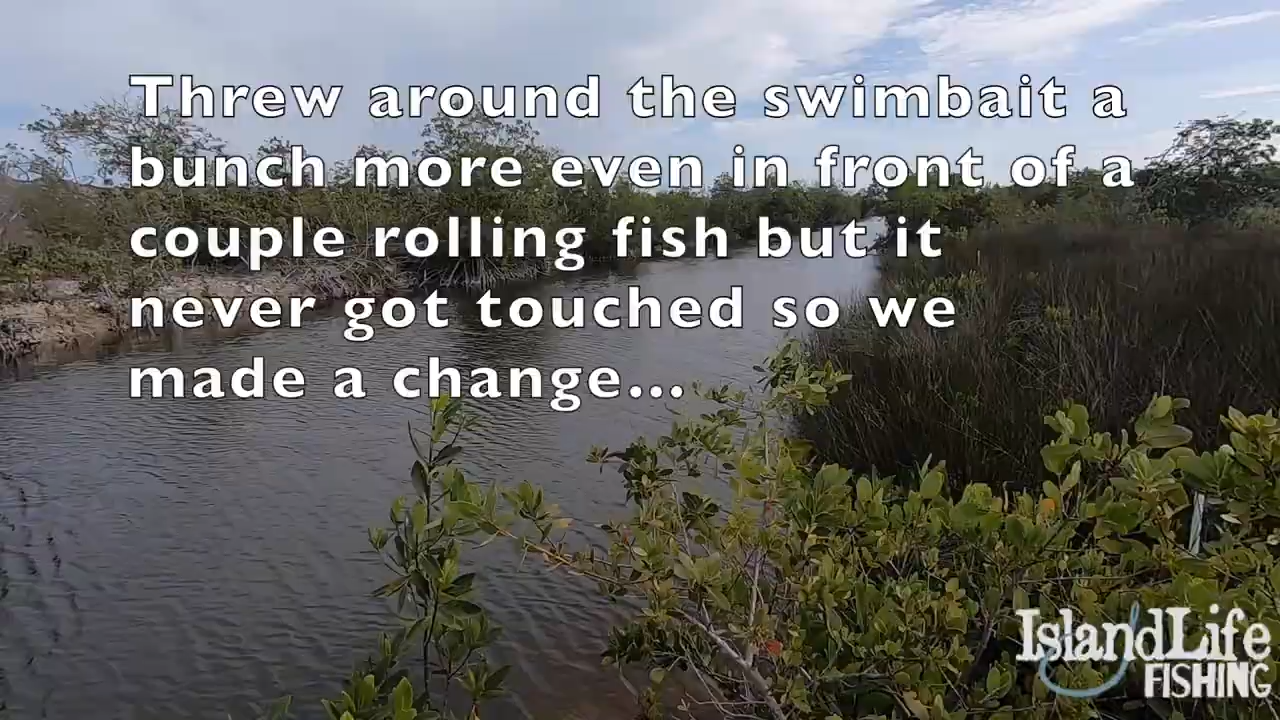 Threw around the swimbait a
bunch more even in front of a
couple rolling fish but it
never got touched so we
made a change...
IslandLife
FISHING